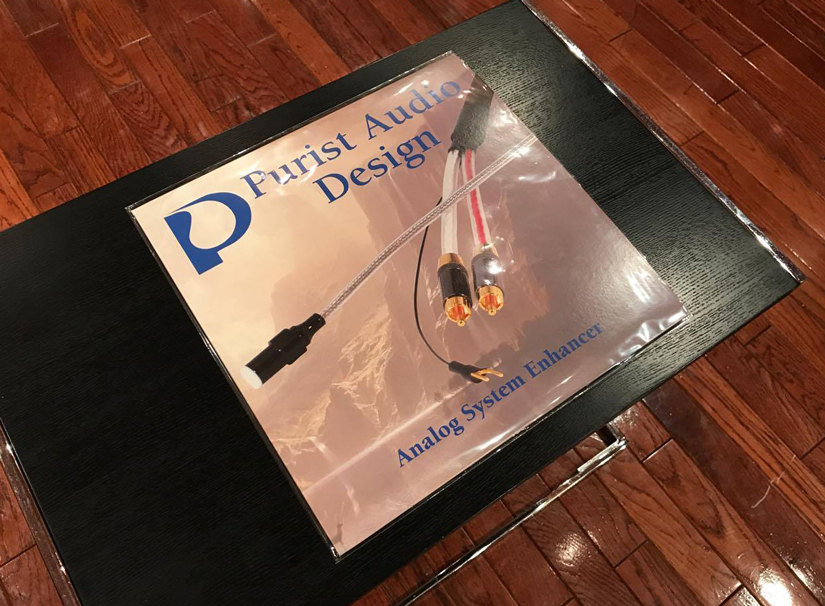 Purist Audio
Design
Analog System Enhancer